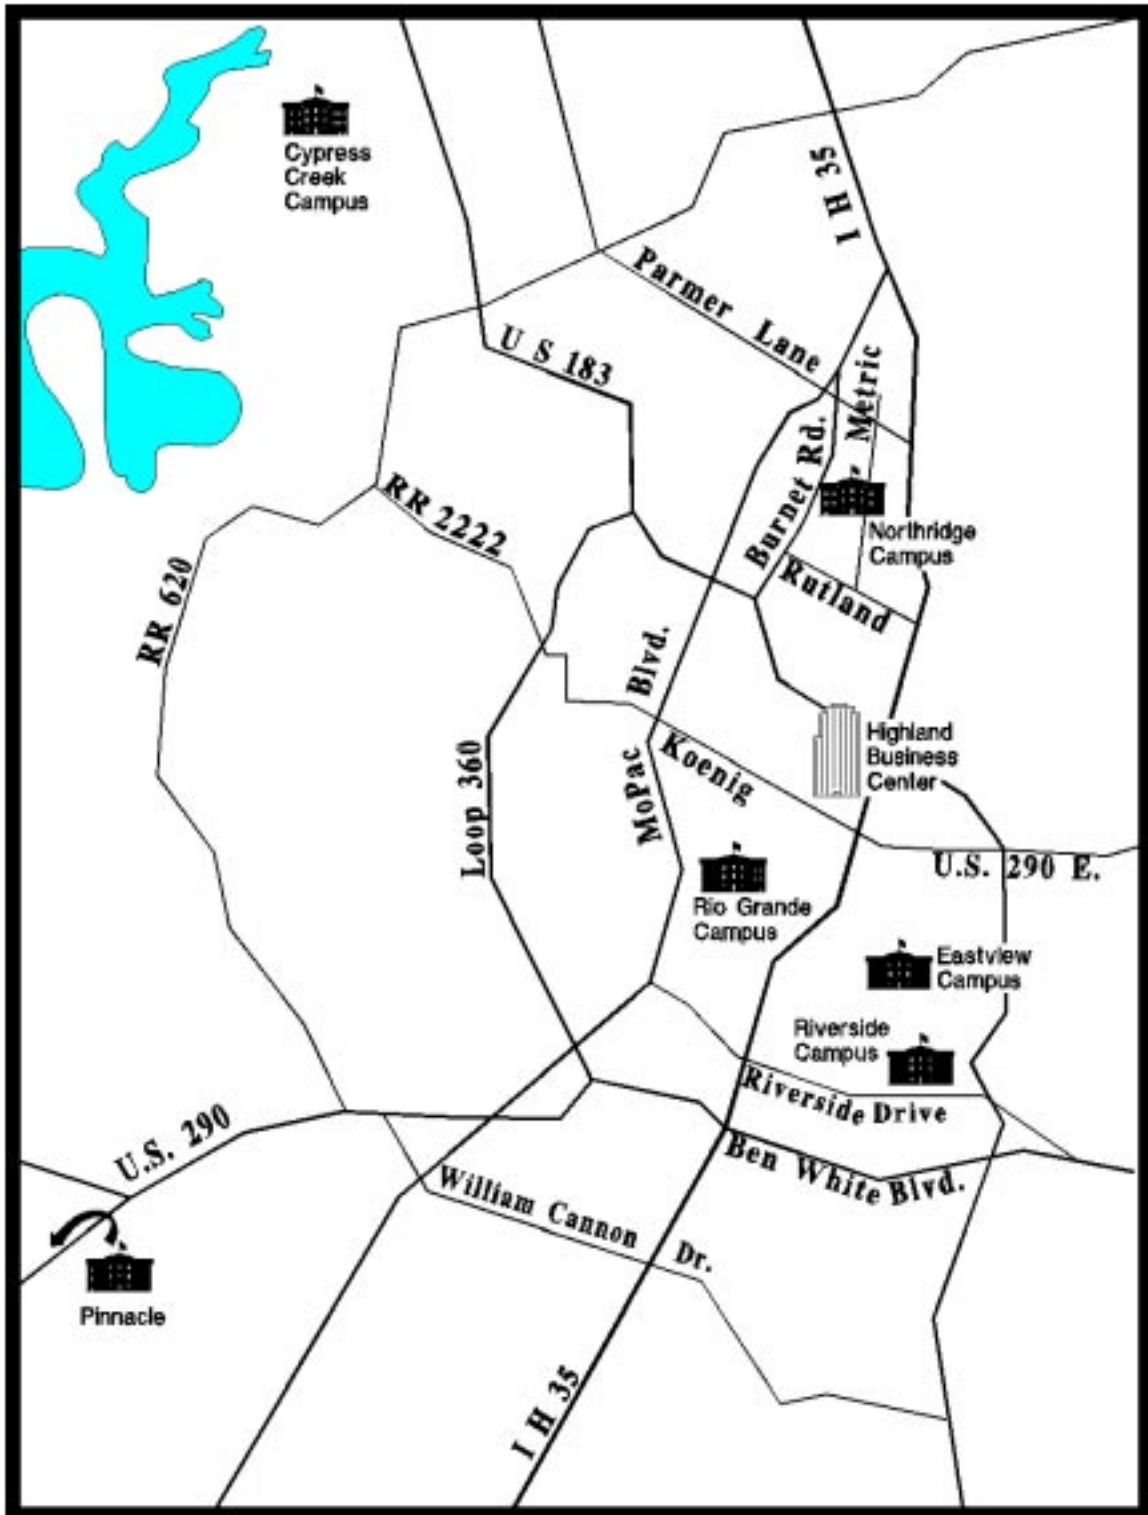 Cypress
Creek
Campus
I H 35
Parmer Lane
U S 183
Metric
Burnet Rd.
RR 2222
Northridge
Campus
RR 620
Rutland
Blvd.
MoPac
Koenig
Highland
Business
Center
Loop 360
U.S. 290 E.
Rio Grande
Campus
Eastview
Campus
Riverside
Campus
Riverside Drive
U.S. 290
Ben White Blvd.
William Cannon Dr.
Pinnacle
I H 35